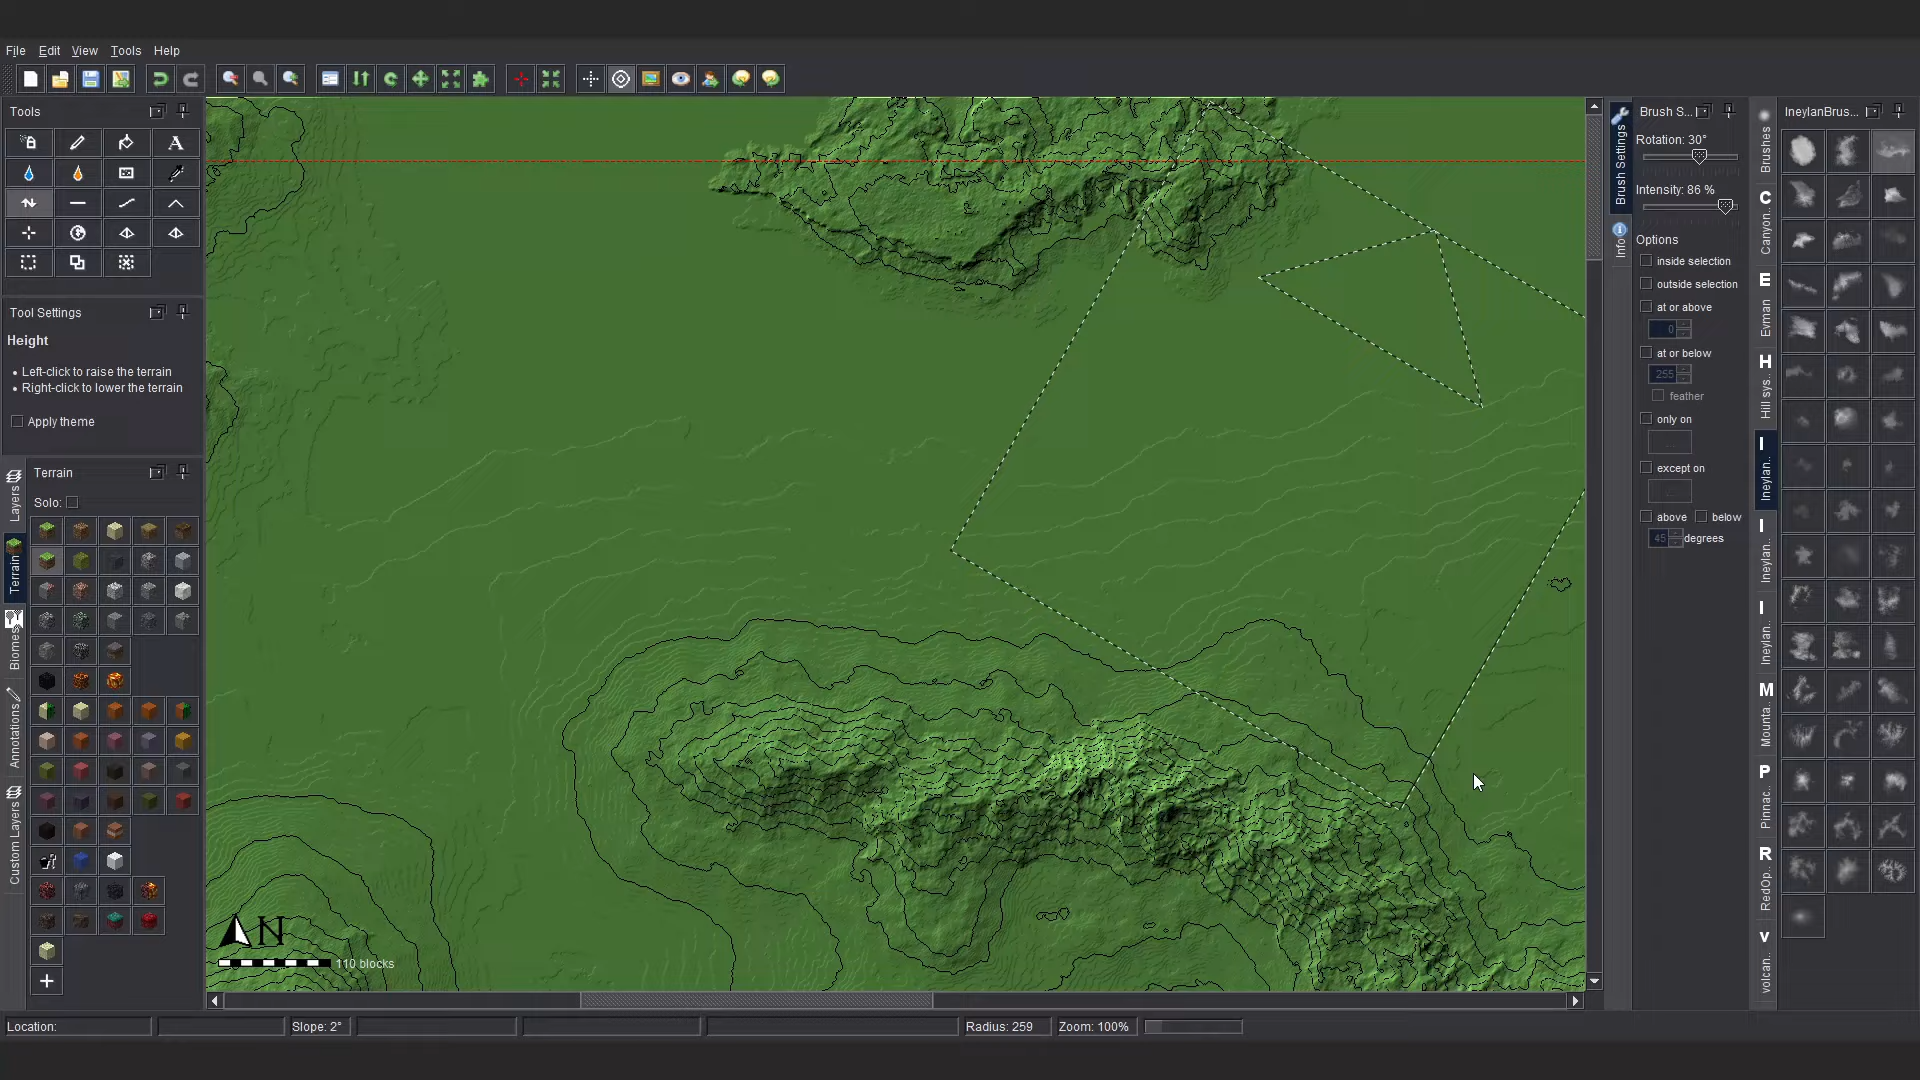 File Edit View Tools Help
Tools
A
Tool Settings
Height
• Left-click to raise the terrain
• Right-click to lower the terrain
Apply theme
Terrain
Solo:
Layers
Terrain
Biomes
Annotations
Custom Layers
N
110 blocks
Brush Settings
Info
Brush S...
Rotation: 30°
Intensity: 86 %
Options
inside selection
outside selection
at or above
0
at or below
255
feather
only on
...
except on
...
above below
45 degrees
Brushes
C Canyon..
E Evman
H Hill sys..
I Ineylan..
I Ineylan..
I Ineylan..
M Mounta..
P Pinnac..
R RedOp..
v volcan..
IneylanBrus...
Location:
Slope: 2°
Radius: 259
Zoom: 100%